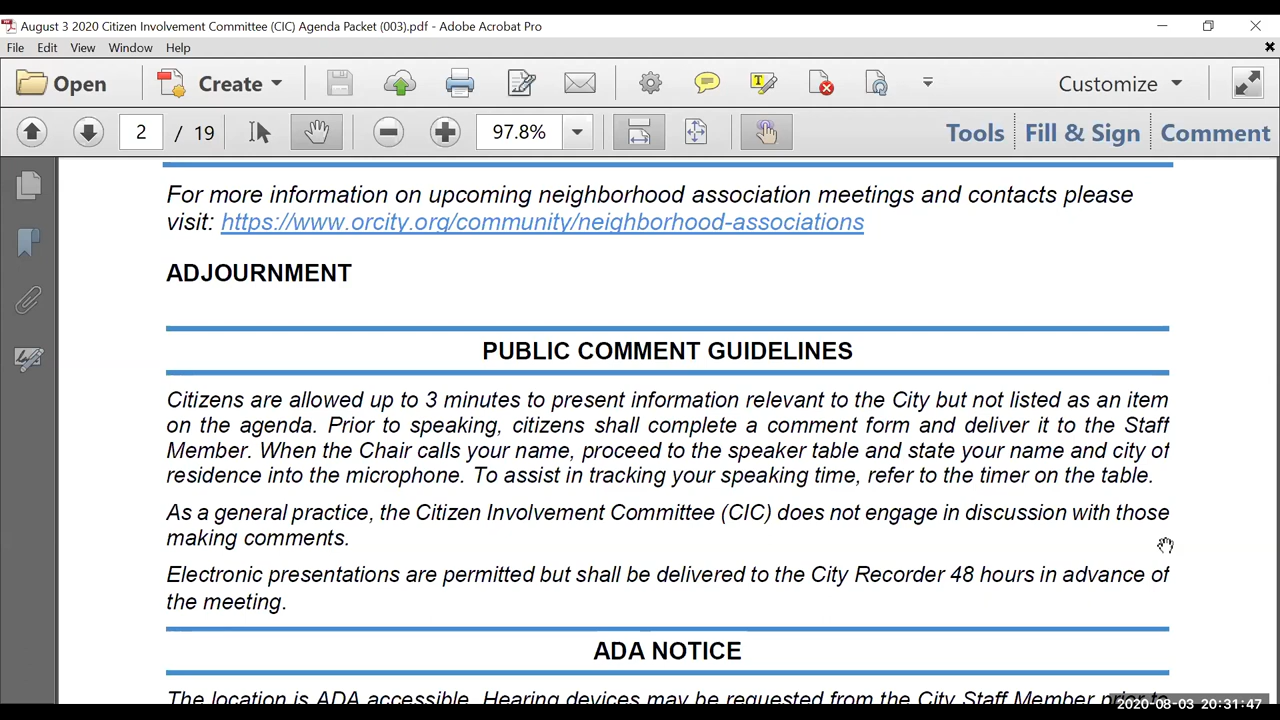 August 3 2020 Citizen Involvement Committee (CIC) Agenda Packet (003).pdf - Adobe Acrobat Pro
File Edit View Window Help
Open Create Customize
2 / 19 97.8% Tools Fill & Sign Comment
For more information on upcoming neighborhood association meetings and contacts please
visit: https://www.orcity.org/community/neighborhood-associations
ADJOURNMENT
PUBLIC COMMENT GUIDELINES
Citizens are allowed up to 3 minutes to present information relevant to the City but not listed as an item
on the agenda. Prior to speaking, citizens shall complete a comment form and deliver it to the Staff
Member. When the Chair calls your name, proceed to the speaker table and state your name and city of
residence into the microphone. To assist in tracking your speaking time, refer to the timer on the table.
As a general practice, the Citizen Involvement Committee (CIC) does not engage in discussion with those
making comments.
Electronic presentations are permitted but shall be delivered to the City Recorder 48 hours in advance of
the meeting.
ADA NOTICE
The location is ADA accessible. Hearing devices may be requested from the City Staff Member prior to
2020-08-03 20:31:47